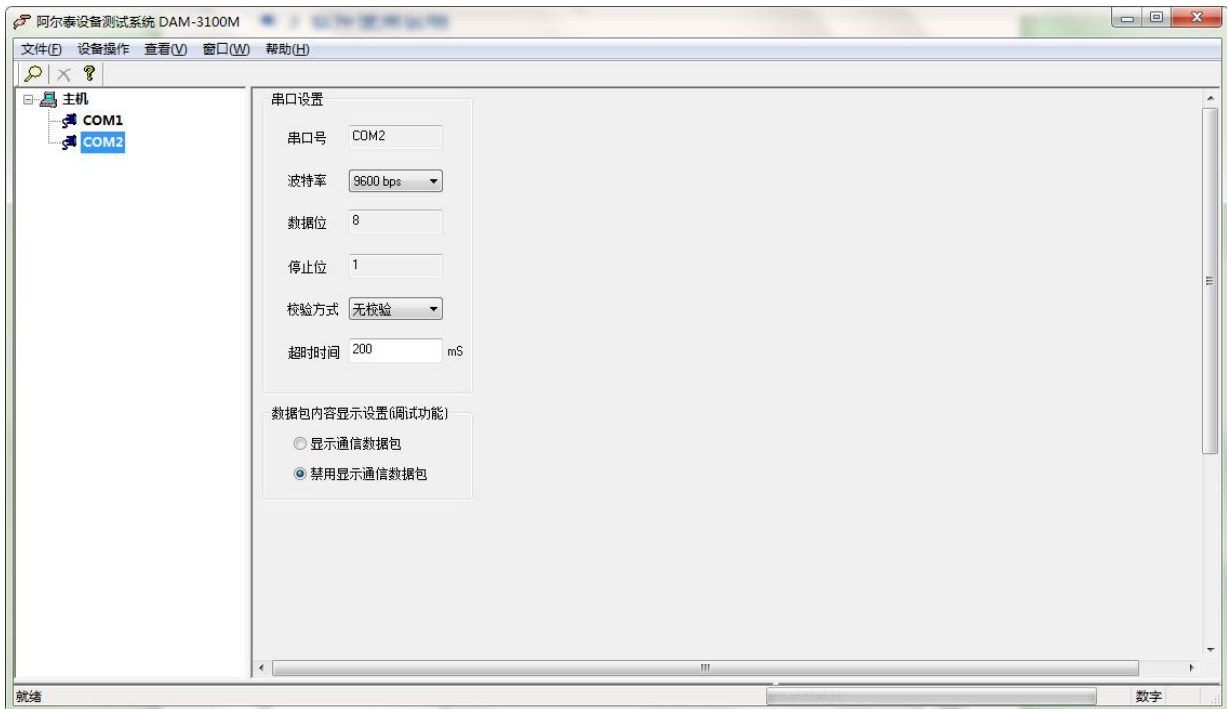 阿尔泰设备测试系统 DAM-3100M
文件(F) 设备操作 查看(V) 窗口(W) 帮助(H)
主机
COM1
COM2
串口设置
串口号 COM2
波特率 9600 bps
数据位 8
停止位 1
校验方式 无校验
超时时间 200 mS
数据包内容显示设置(调试功能)
显示通信数据包
禁用显示通信数据包
就绪 数字